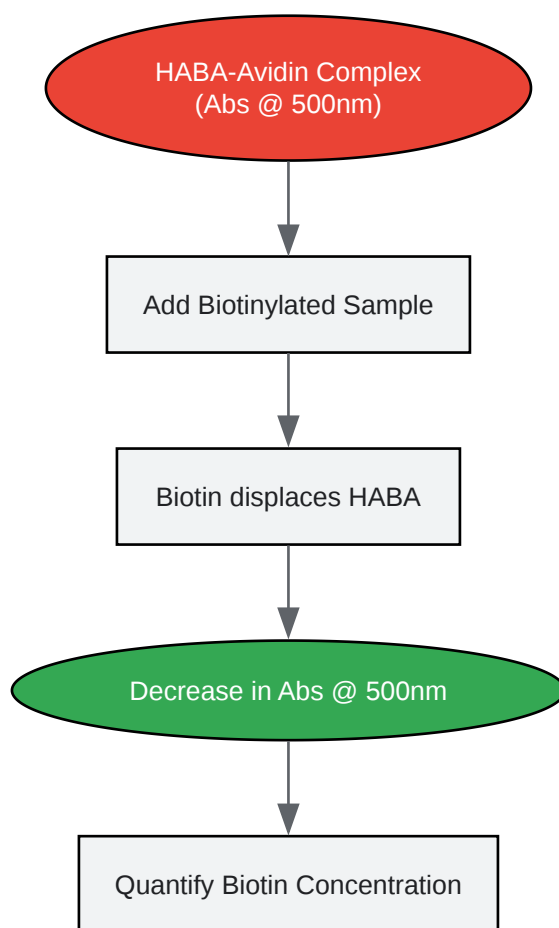 HABA-Avidin Complex
(Abs @ 500nm)
Add Biotinylated Sample
Biotin displaces HABA
Decrease in Abs @ 500nm
Quantify Biotin Concentration